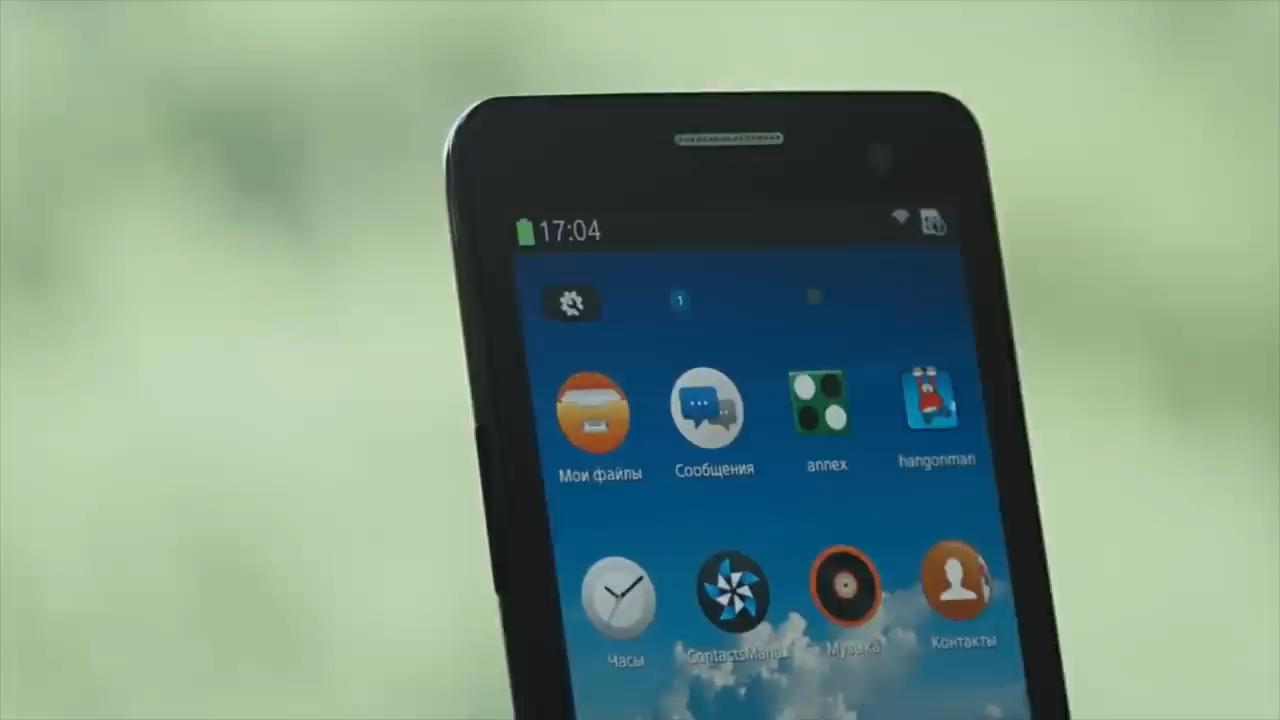 17:04
1
Мои файлы
Сообщения
annex
hangonman
Часы
ContactsMana...
Музыка
Контакты